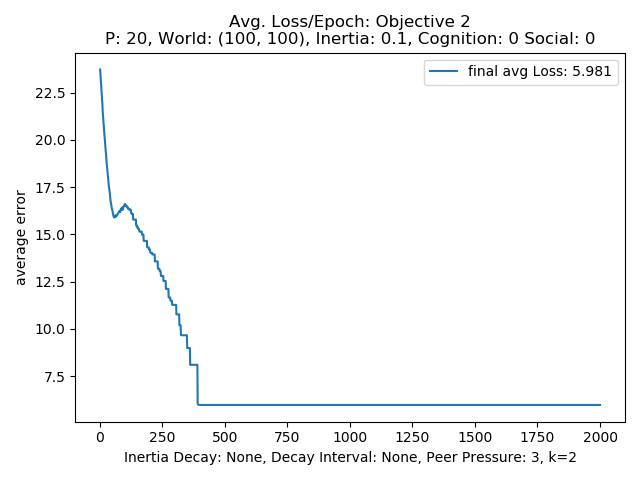 Avg. Loss/Epoch: Objective 2
P: 20, World: (100, 100), Inertia: 0.1, Cognition: 0 Social: 0
final avg Loss: 5.981
average error
22.5
20.0
17.5
15.0
12.5
10.0
7.5
0 250 500 750 1000 1250 1500 1750 2000
Inertia Decay: None, Decay Interval: None, Peer Pressure: 3, k=2